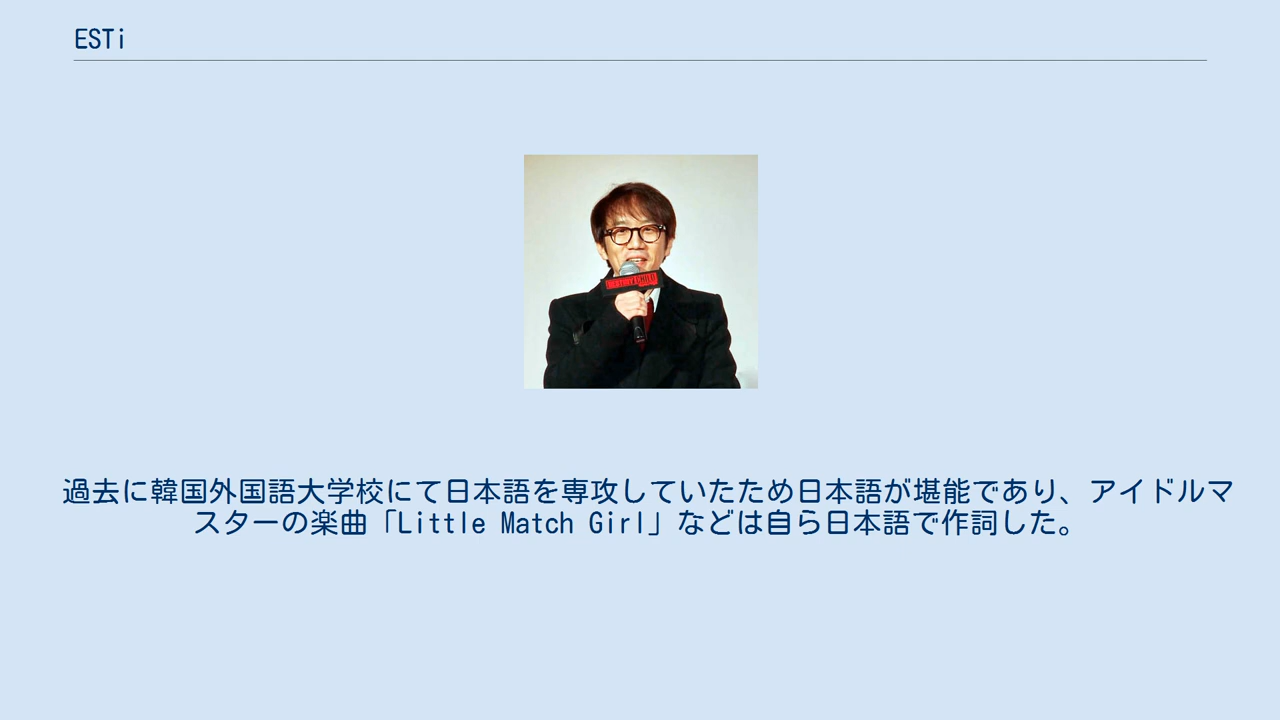 ESTi
過去に韓国外国語大学校にて日本語を専攻していたため日本語が堪能であり、アイドルマ
スターの楽曲「Little Match Girl」などは自ら日本語で作詞した。